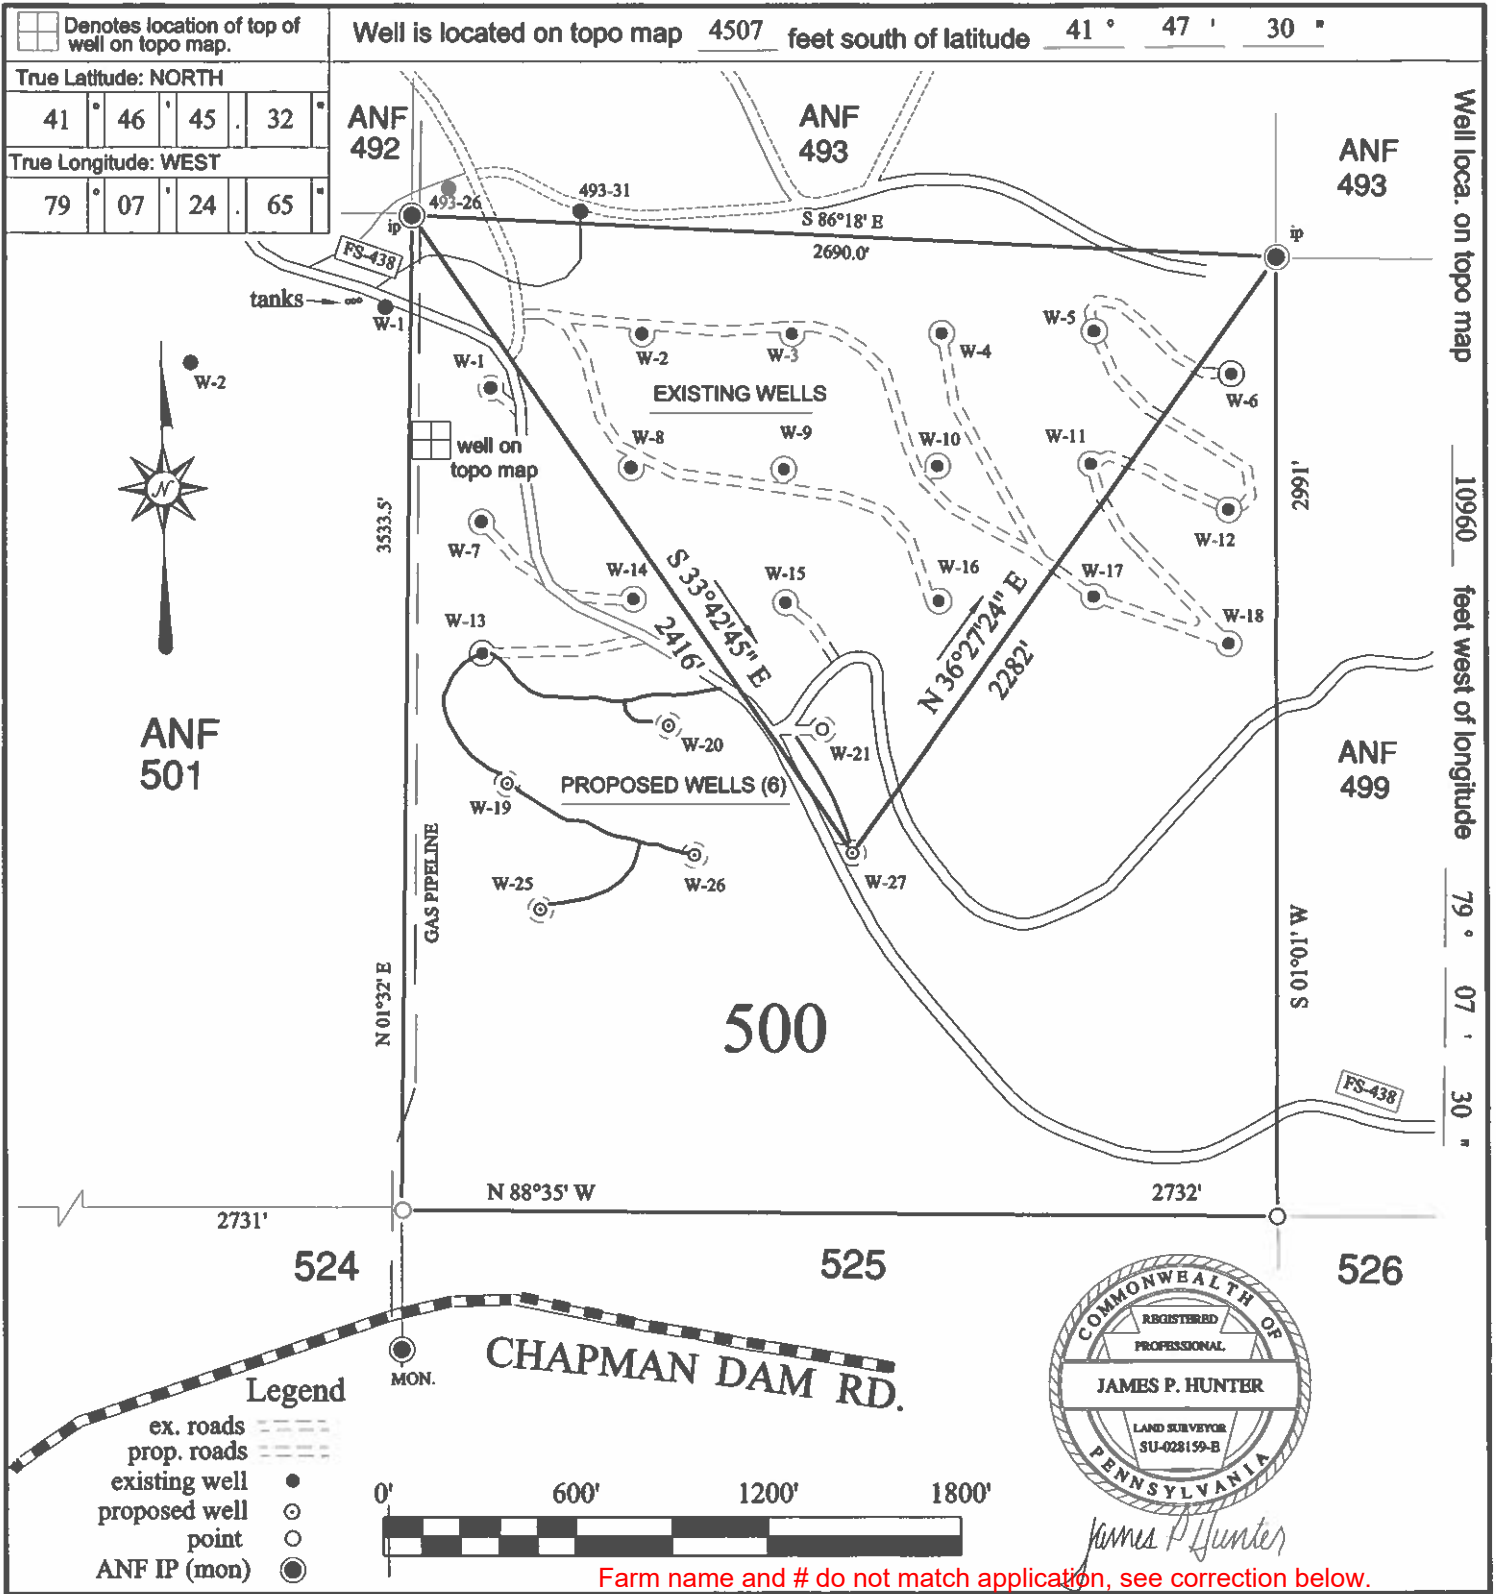 Denotes location of top of
well on topo map.
Well is located on topo map 4507 feet south of latitude 41 ° 47 ' 30 "
True Latitude: NORTH
41 ° 46 ' 45 . 32 "
True Longitude: WEST
79 ° 07 ' 24 . 65 "
Well loca. on topo map 10960 feet west of longitude 79 ° 07 ' 30 "
ANF
492
ANF
493
ANF
493
493-26
493-31
ip
S 86°18' E
2690.0'
ip
FS-438
tanks
W-1
W-2
W-1
W-2
W-3
W-4
W-5
W-6
EXISTING WELLS
well on
topo map
W-8
W-9
W-10
W-11
W-12
3533.5'
2991'
N
W-7
W-14
W-15
W-16
W-17
W-18
W-13
S 33°42'45" E
2416'
N 36°27'24" E
2282'
ANF
501
W-20
W-21
PROPOSED WELLS (6)
W-19
ANF
499
W-25
W-26
W-27
GAS PIPELINE
N 01°32' E
S 01°01' W
500
FS-438
N 88°35' W
2732'
2731'
524
525
526
CHAPMAN DAM RD.
MON.
Legend
ex. roads
prop. roads
existing well
proposed well
point
ANF IP (mon)
0' 600' 1200' 1800'
COMMONWEALTH OF
REGISTERED
PROFESSIONAL
JAMES P. HUNTER
LAND SURVEYOR
SU-028159-E
PENNSYLVANIA
James P Hunter
Farm name and # do not match application, see correction below.